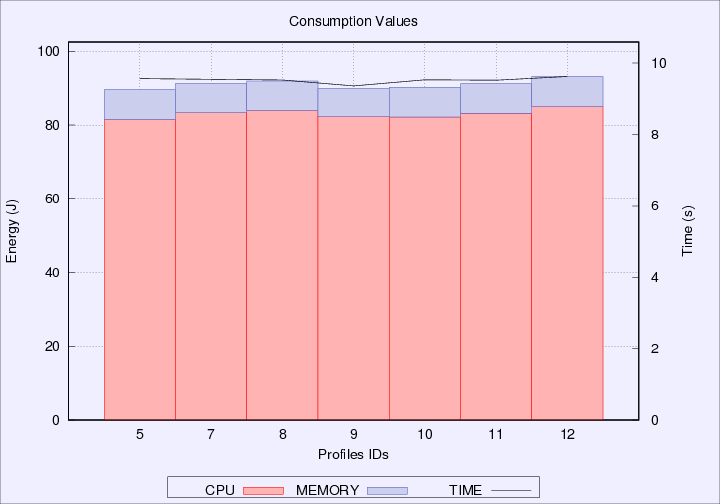 Consumption Values
100
80
60
40
20
0
Energy (J)
10
8
6
4
2
0
Time (s)
5 7 8 9 10 11 12
Profiles IDs
CPU MEMORY TIME